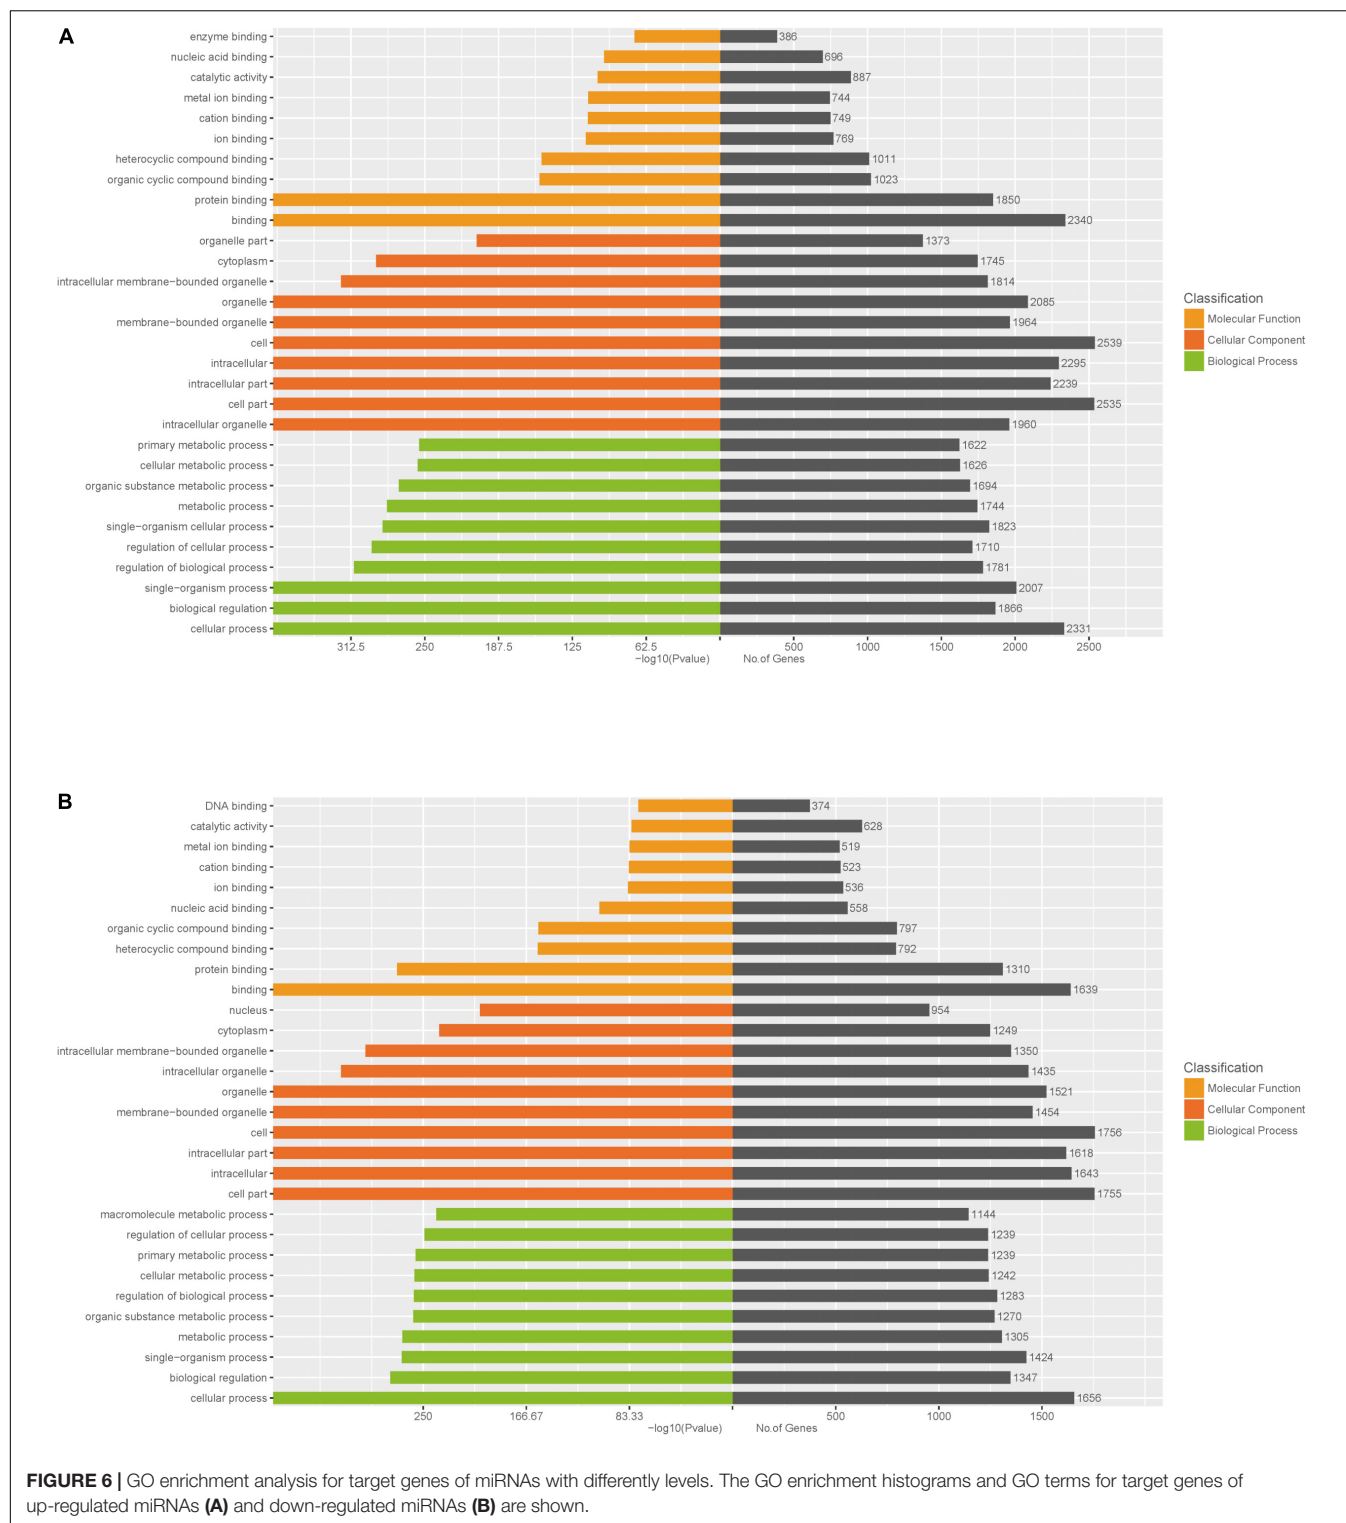 A
enzyme binding 386
nucleic acid binding 696
catalytic activity 887
metal ion binding 744
cation binding 749
ion binding 769
heterocyclic compound binding 1011
organic cyclic compound binding 1023
protein binding 1850
binding 2340
organelle part 1373
cytoplasm 1745
intracellular membrane−bounded organelle 1814
organelle 2085
membrane−bounded organelle 1964
cell 2539
intracellular 2295
intracellular part 2239
cell part 2535
intracellular organelle 1960
primary metabolic process 1622
cellular metabolic process 1626
organic substance metabolic process 1694
metabolic process 1744
single−organism cellular process 1823
regulation of cellular process 1710
regulation of biological process 1781
single−organism process 2007
biological regulation 1866
cellular process 2331
312.5 250 187.5 125 62.5 500 1000 1500 2000 2500
−log10(Pvalue) No.of Genes
Classification
Molecular Function
Cellular Component
Biological Process
B
DNA binding 374
catalytic activity 628
metal ion binding 519
cation binding 523
ion binding 536
nucleic acid binding 558
organic cyclic compound binding 797
heterocyclic compound binding 792
protein binding 1310
binding 1639
nucleus 954
cytoplasm 1249
intracellular membrane−bounded organelle 1350
intracellular organelle 1435
organelle 1521
membrane−bounded organelle 1454
cell 1756
intracellular part 1618
intracellular 1643
cell part 1755
macromolecule metabolic process 1144
regulation of cellular process 1239
primary metabolic process 1239
cellular metabolic process 1242
regulation of biological process 1283
organic substance metabolic process 1270
metabolic process 1305
single−organism process 1424
biological regulation 1347
cellular process 1656
250 166.67 83.33 500 1000 1500
−log10(Pvalue) No.of Genes
Classification
Molecular Function
Cellular Component
Biological Process
FIGURE 6 | GO enrichment analysis for target genes of miRNAs with differently levels. The GO enrichment histograms and GO terms for target genes of
up-regulated miRNAs (A) and down-regulated miRNAs (B) are shown.